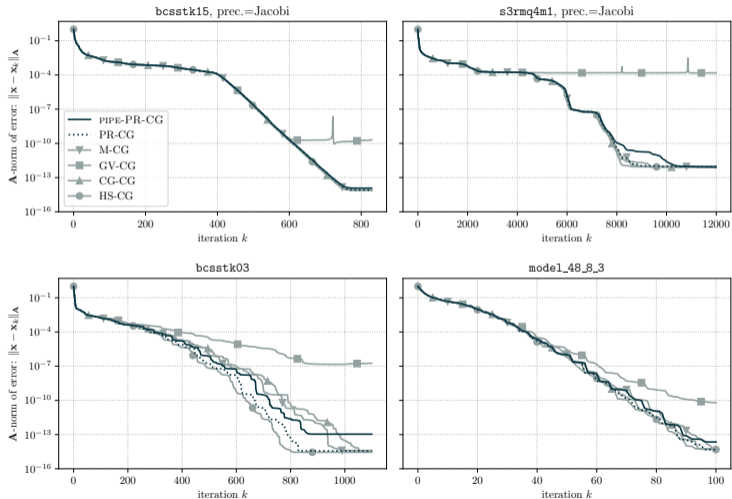 bcsstk15, prec.=Jacobi
s3rmq4m1, prec.=Jacobi
A-norm of error: ‖x − xₖ‖_A
10⁻¹
10⁻⁴
10⁻⁷
10⁻¹⁰
10⁻¹³
10⁻¹⁶
PIPE-PR-CG
PR-CG
M-CG
GV-CG
CG-CG
HS-CG
0 200 400 600 800
iteration k
0 2000 4000 6000 8000 10000 12000
iteration k
bcsstk03
model_48_8_3
A-norm of error: ‖x − xₖ‖_A
10⁻¹
10⁻⁴
10⁻⁷
10⁻¹⁰
10⁻¹³
10⁻¹⁶
0 200 400 600 800 1000
iteration k
0 20 40 60 80 100
iteration k